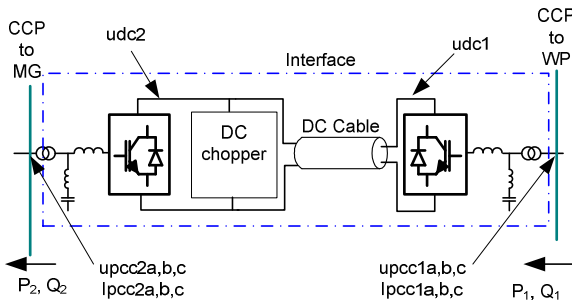 CCP
to
MG
udc2
Interface
udc1
CCP
to
WP
DC
chopper
DC Cable
upcc2a,b,c
Ipcc2a,b,c
upcc1a,b,c
Ipcc1a,b,c
P₂, Q₂
P₁, Q₁